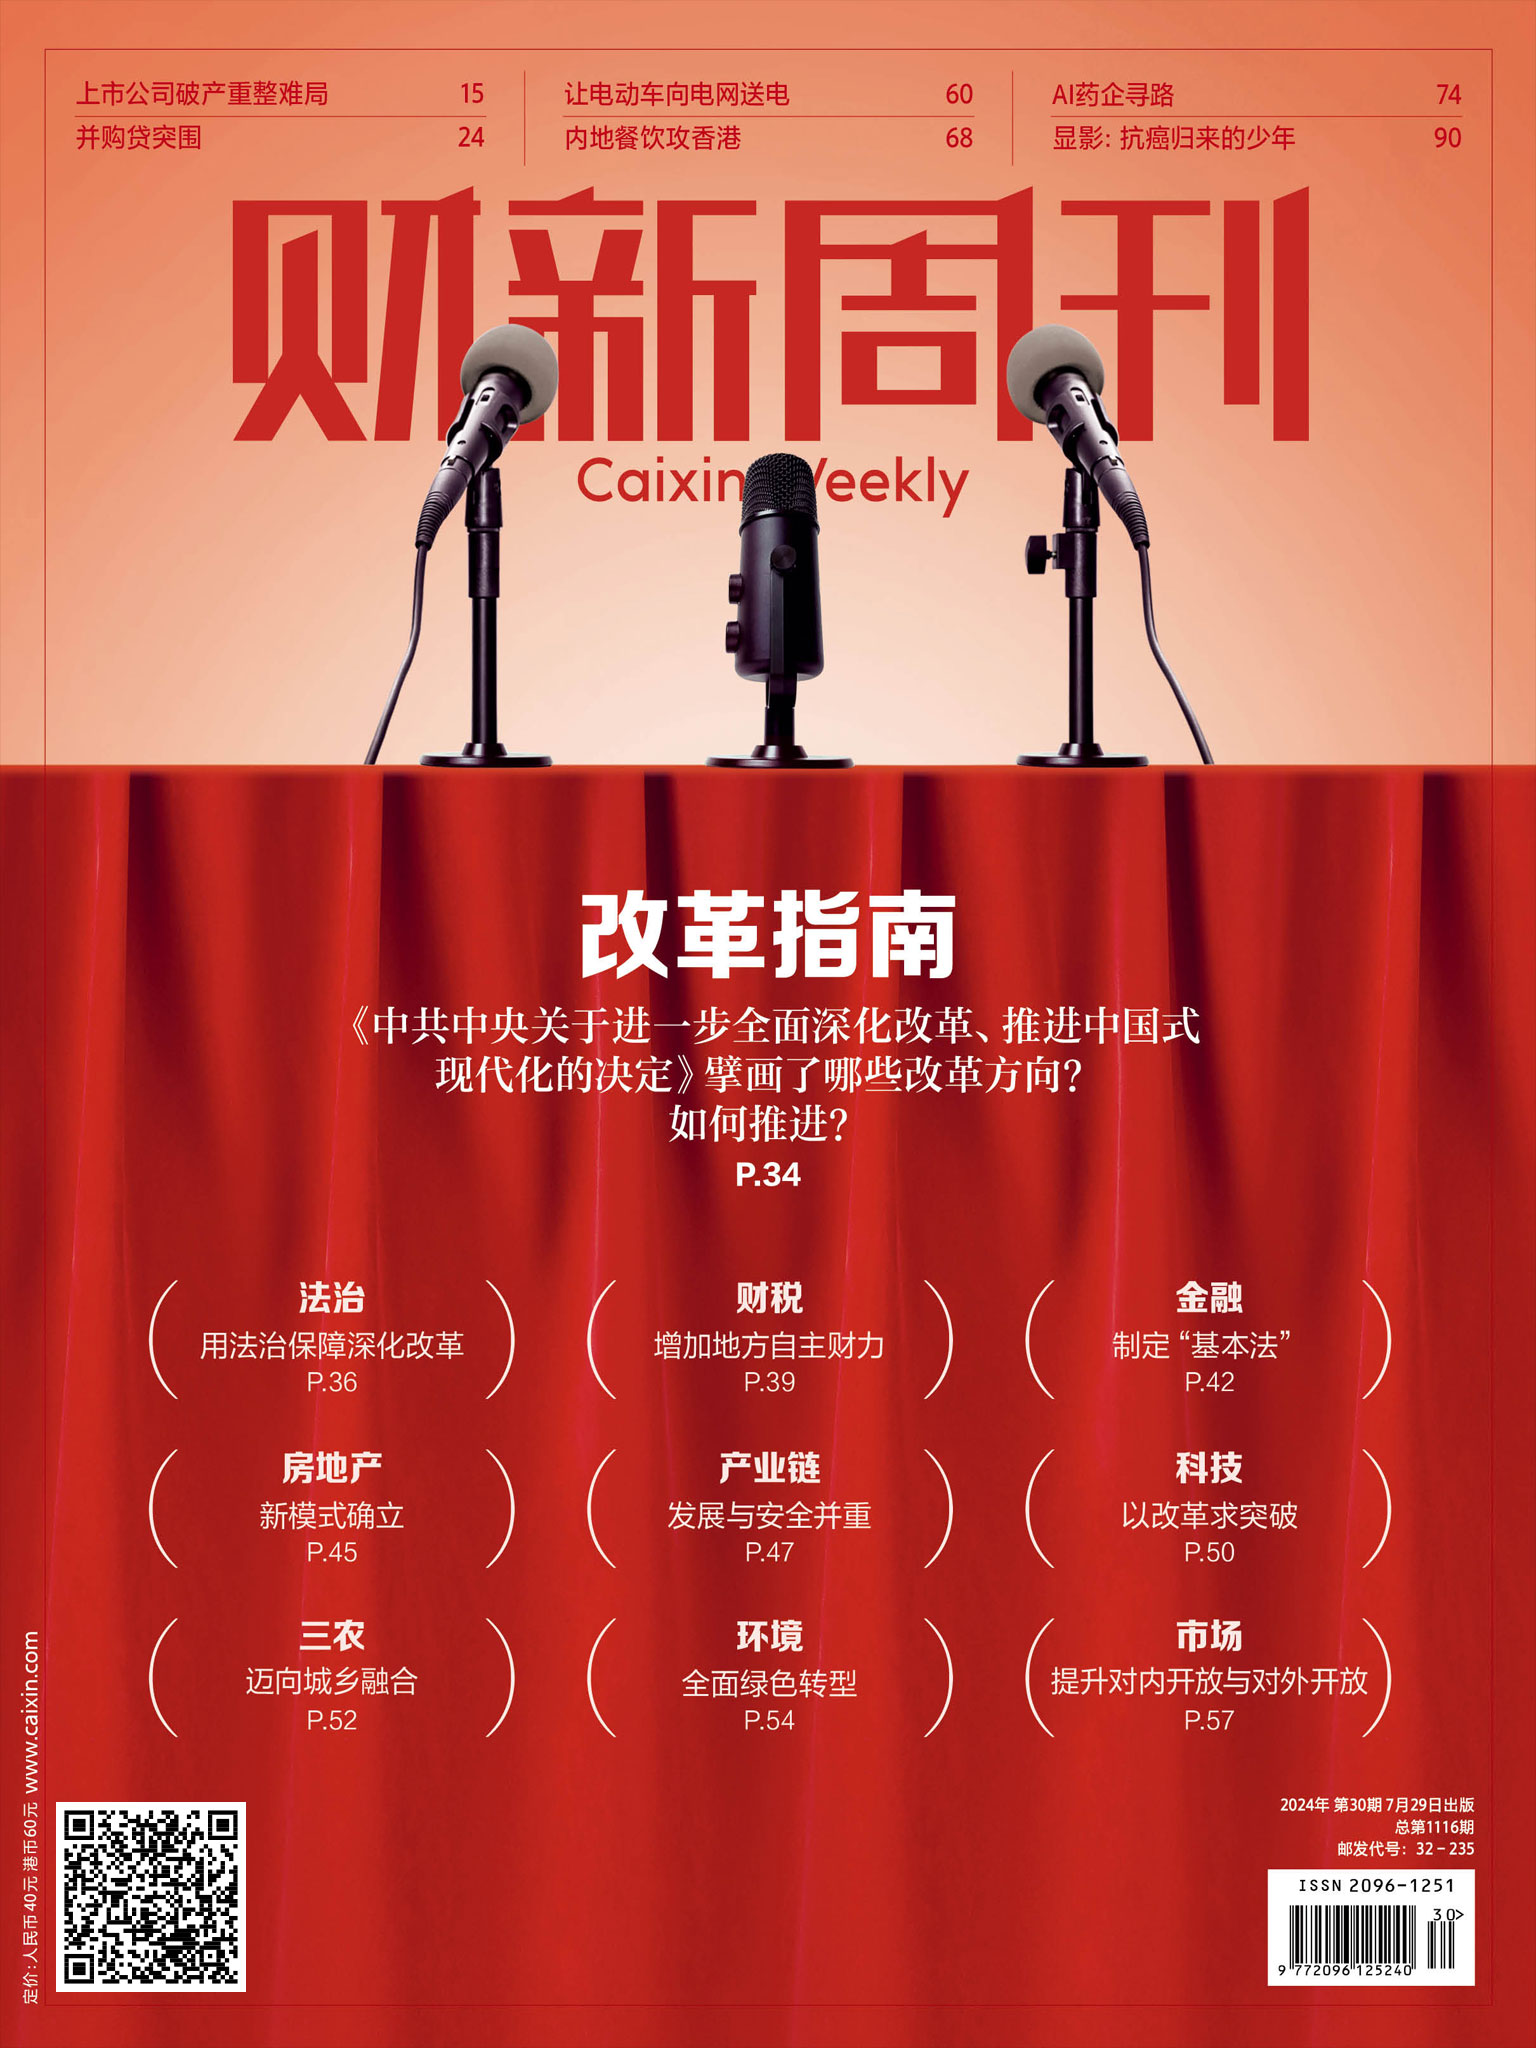 上市公司破产重整难局 15
并购贷突围 24
让电动车向电网送电 60
内地餐饮攻香港 68
AI药企寻路 74
显影：抗癌归来的少年 90
财新周刊
Caixin Weekly
改革指南
《中共中央关于进一步全面深化改革、推进中国式
现代化的决定》擘画了哪些改革方向？
如何推进？
P.34
法治
用法治保障深化改革
P.36
财税
增加地方自主财力
P.39
金融
制定“基本法”
P.42
房地产
新模式确立
P.45
产业链
发展与安全并重
P.47
科技
以改革求突破
P.50
三农
迈向城乡融合
P.52
环境
全面绿色转型
P.54
市场
提升对内开放与对外开放
P.57
定价：人民币40元 港币60元 www.caixin.com
2024年 第30期 7月29日出版
总第1116期
邮发代号：32-235
ISSN 2096-1251
30>
9 772096 125240